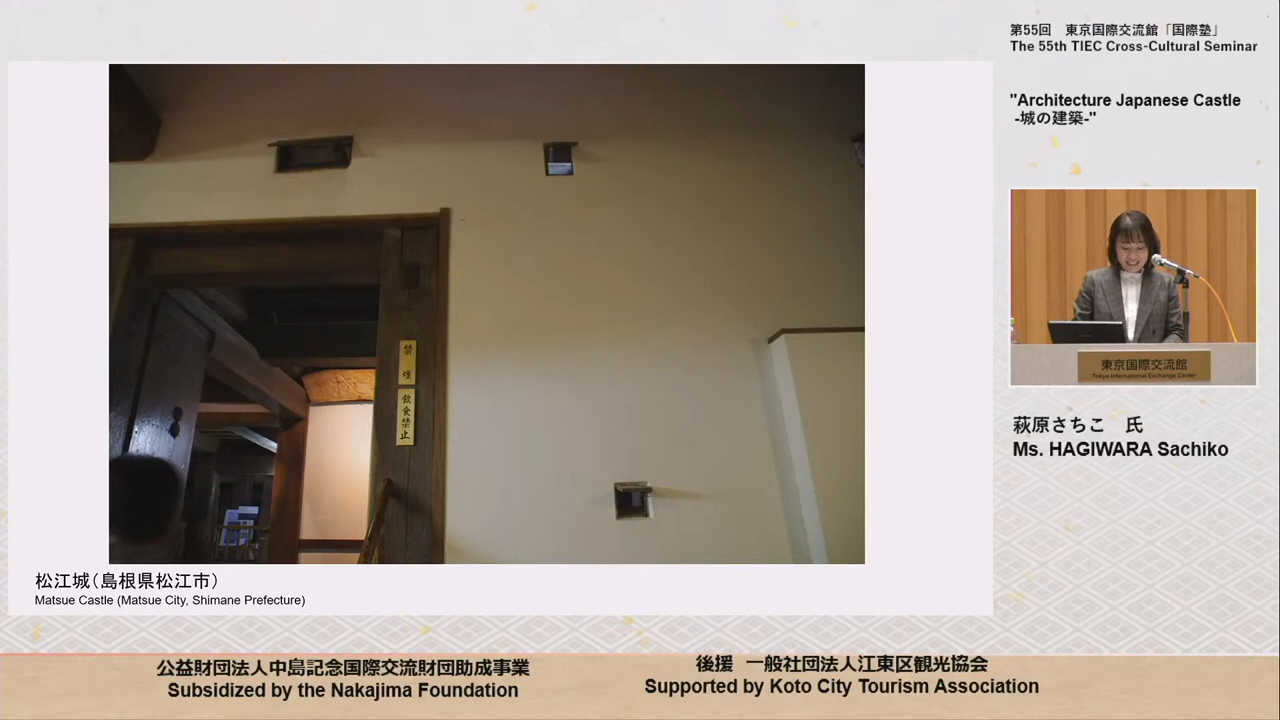 第55回　東京国際交流館「国際塾」
The 55th TIEC Cross-Cultural Seminar
"Architecture Japanese Castle
-城の建築-"
禁煙
飲食禁止
東京国際交流館
Tokyo International Exchange Center
萩原さちこ　氏
Ms. HAGIWARA Sachiko
松江城（島根県松江市）
Matsue Castle (Matsue City, Shimane Prefecture)
公益財団法人中島記念国際交流財団助成事業
Subsidized by the Nakajima Foundation
後援　一般社団法人江東区観光協会
Supported by Koto City Tourism Association